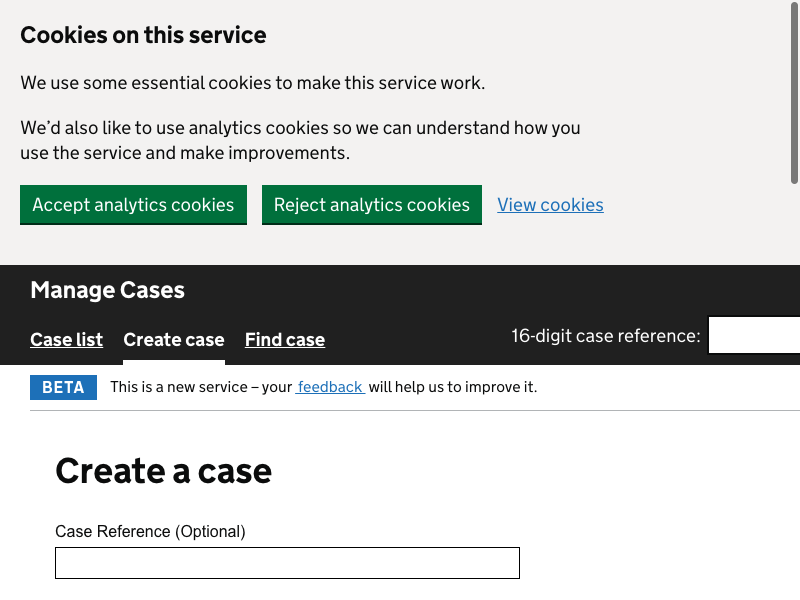 Cookies on this service
We use some essential cookies to make this service work.
We'd also like to use analytics cookies so we can understand how you
use the service and make improvements.
Accept analytics cookies Reject analytics cookies View cookies
Manage Cases
Case list Create case Find case 16-digit case reference:
BETA This is a new service – your feedback will help us to improve it.
Create a case
Case Reference (Optional)